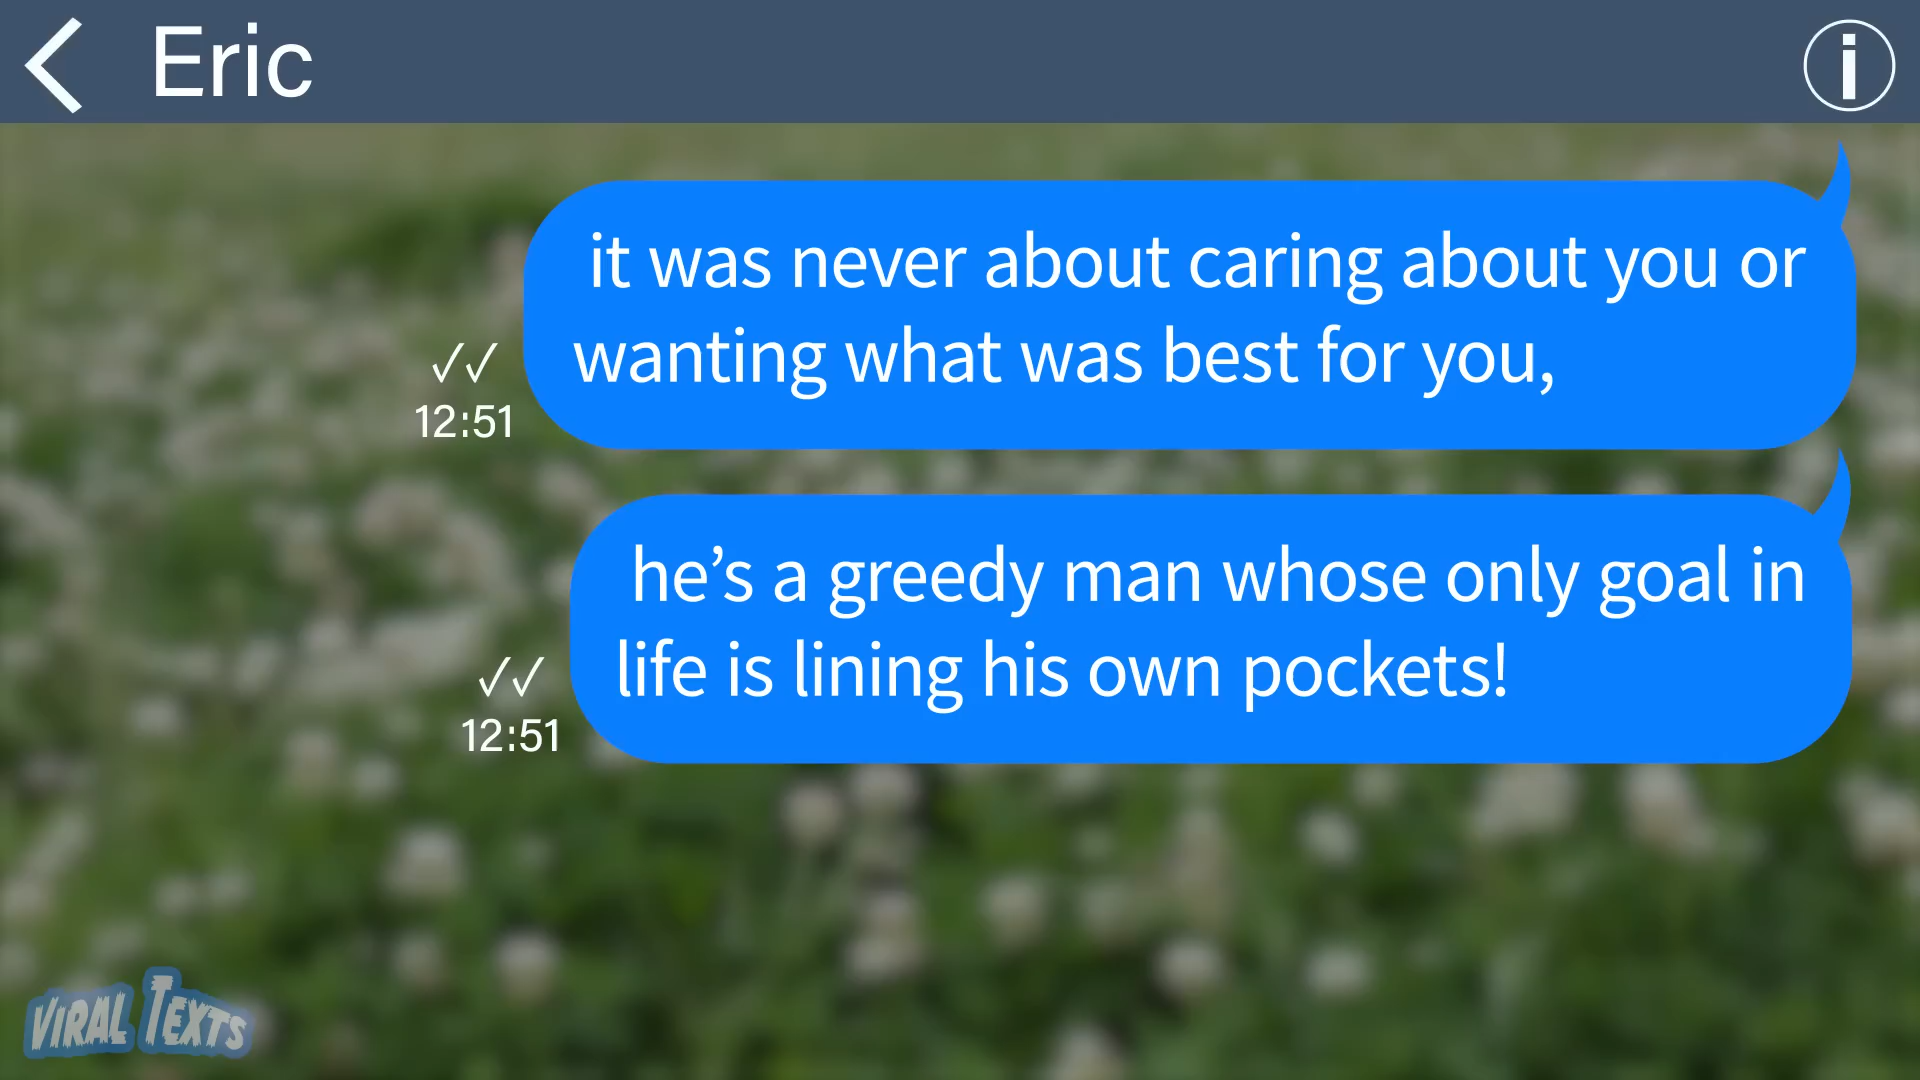 Eric
it was never about caring about you or
wanting what was best for you,
✓✓
12:51
he’s a greedy man whose only goal in
life is lining his own pockets!
✓✓
12:51
VIRAL TEXTS